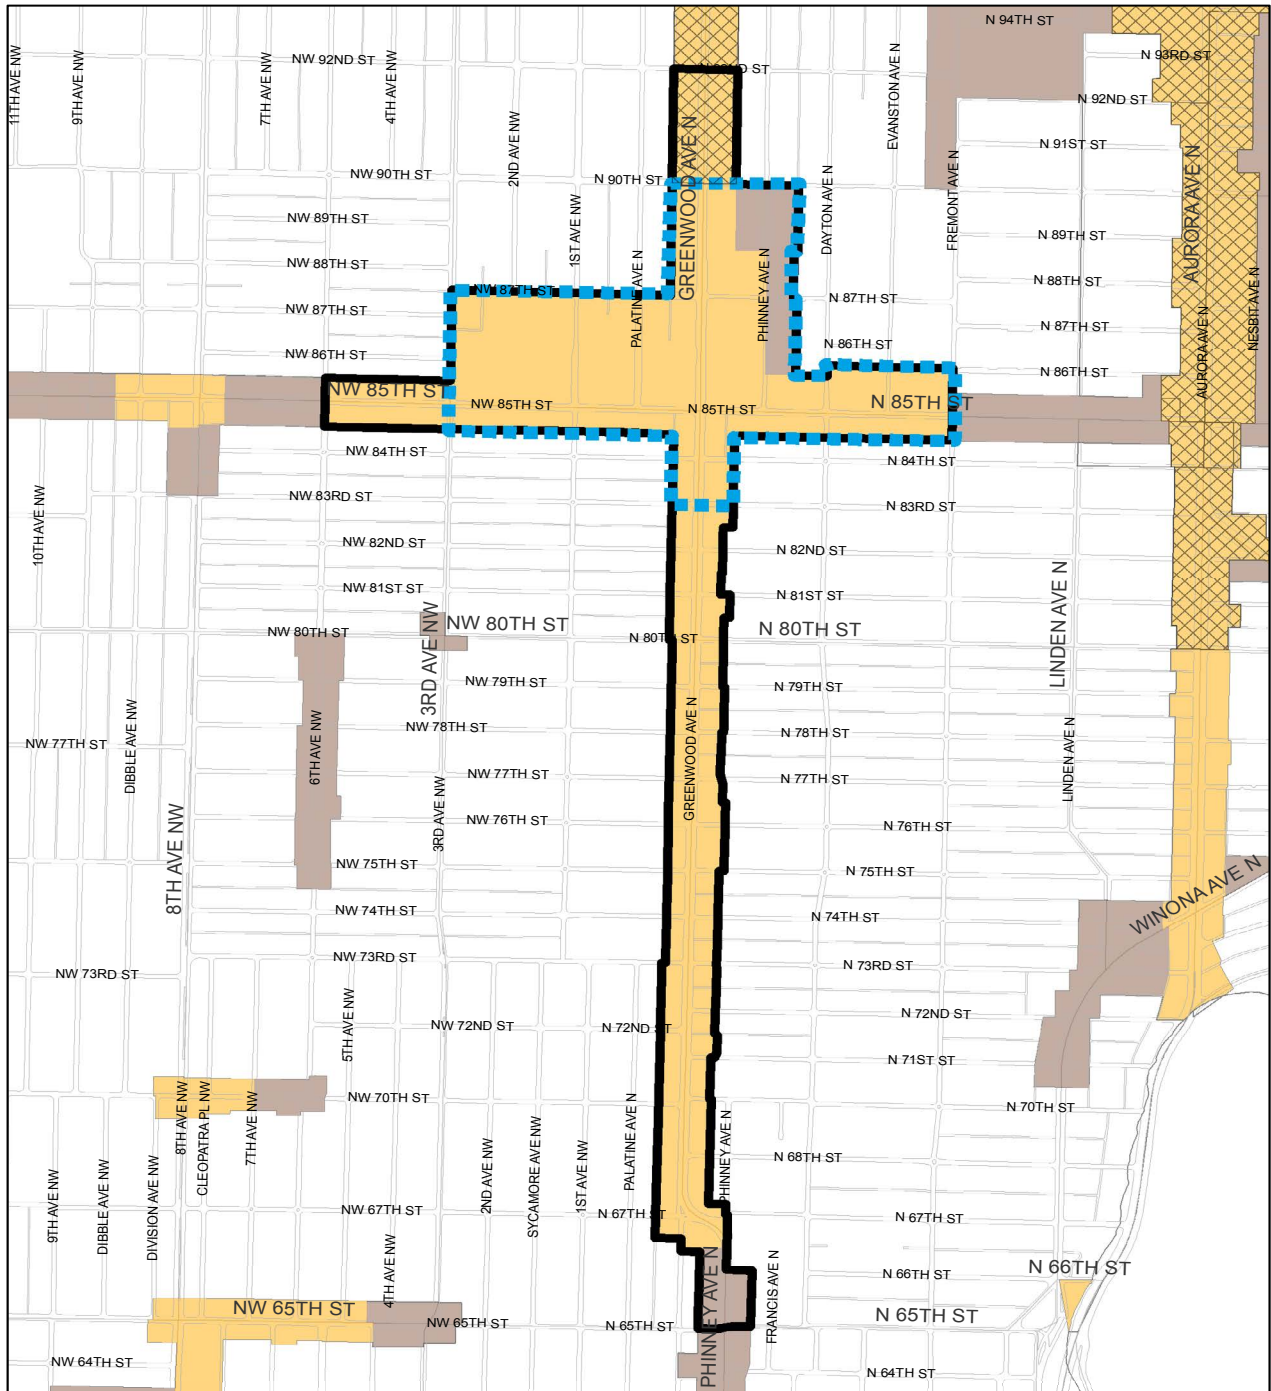 N 94TH ST
N 93RD ST
NW 92ND ST
N 92ND ST
11TH AVE NW
9TH AVE NW
7TH AVE NW
4TH AVE NW
EVANSTON AVE N
N 92ND ST
N 91ST ST
2ND AVE NW
GREENWOOD AVE N
AURORA AVE N
NW 90TH ST
N 90TH ST
DAYTON AVE N
FREMONT AVE N
1ST AVE NW
NW 89TH ST
N 89TH ST
NW 88TH ST
N 88TH ST
PALATINE AVE N
PHINNEY AVE N
NESBIT AVE N
NW 87TH ST
N 87TH ST
NW 87TH ST
N 87TH ST
AURORA AVE N
N 86TH ST
NW 86TH ST
N 86TH ST
NW 85TH ST
NW 85TH ST
N 85TH ST
N 85TH ST
NW 84TH ST
N 84TH ST
NW 83RD ST
N 83RD ST
10TH AVE NW
NW 82ND ST
N 82ND ST
NW 81ST ST
N 81ST ST
NW 80TH ST
NW 80TH ST
N 80TH ST
N 80TH ST
3RD AVE NW
LINDEN AVE N
NW 79TH ST
N 79TH ST
NW 78TH ST
N 78TH ST
NW 77TH ST
DIBBLE AVE NW
6TH AVE NW
GREENWOOD AVE N
LINDEN AVE N
NW 77TH ST
N 77TH ST
3RD AVE NW
NW 76TH ST
N 76TH ST
8TH AVE NW
NW 75TH ST
N 75TH ST
WINONA AVE N
NW 74TH ST
N 74TH ST
NW 73RD ST
NW 73RD ST
N 73RD ST
5TH AVE NW
NW 72ND ST
N 72ND ST
N 72ND ST
N 71ST ST
NW 70TH ST
N 70TH ST
8TH AVE NW
CLEOPATRA PL NW
7TH AVE NW
PALATINE AVE N
PHINNEY AVE N
N 68TH ST
9TH AVE NW
DIBBLE AVE NW
DIVISION AVE NW
2ND AVE NW
SYCAMORE AVE NW
1ST AVE NW
NW 67TH ST
N 67TH ST
N 67TH ST
4TH AVE NW
PHINNEY AVE N
FRANCIS AVE N
N 66TH ST
N 66TH ST
NW 65TH ST
NW 65TH ST
N 65TH ST
N 65TH ST
NW 64TH ST
N 64TH ST